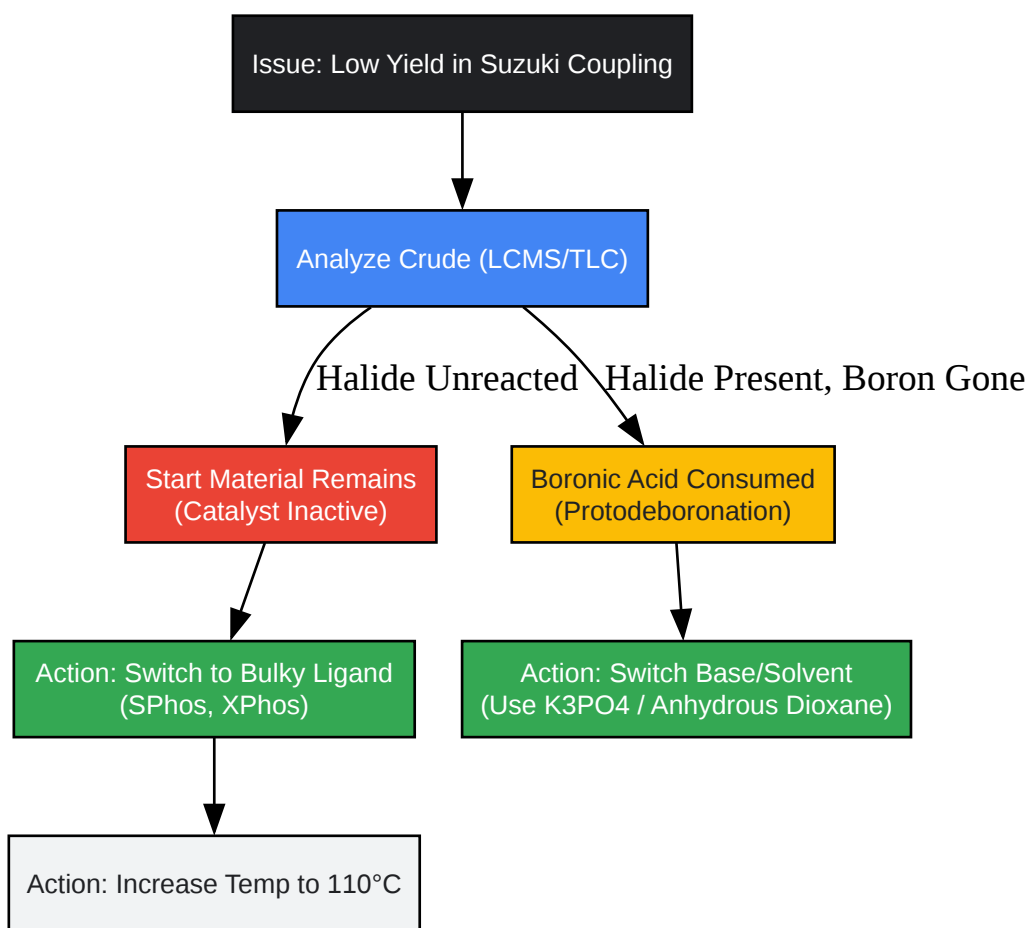 Issue: Low Yield in Suzuki Coupling
Analyze Crude (LCMS/TLC)
Halide Unreacted
Halide Present, Boron Gone
Start Material Remains
(Catalyst Inactive)
Boronic Acid Consumed
(Protodeboronation)
Action: Switch to Bulky Ligand
(SPhos, XPhos)
Action: Switch Base/Solvent
(Use K3PO4 / Anhydrous Dioxane)
Action: Increase Temp to 110°C